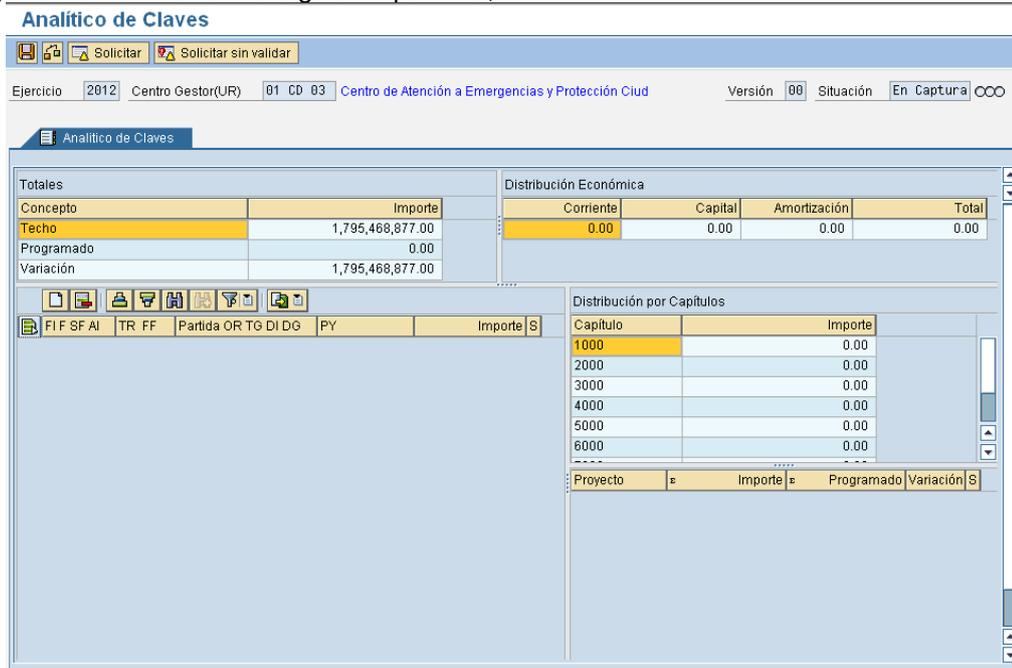 Analítico de Claves
Solicitar Solicitar sin validar
Ejercicio 2012 Centro Gestor(UR) 01 CD 03 Centro de Atención a Emergencias y Protección Ciud Versión 00 Situación En Captura
Analítico de Claves
Totales
Concepto Importe
Techo 1,795,468,877.00
Programado 0.00
Variación 1,795,468,877.00
Distribución Económica
Corriente Capital Amortización Total
0.00 0.00 0.00 0.00
FI F SF AI TR FF Partida OR TG DI DG PY Importe S
Distribución por Capítulos
Capítulo Importe
1000 0.00
2000 0.00
3000 0.00
4000 0.00
5000 0.00
6000 0.00
Proyecto Σ Importe Σ Programado Variación S